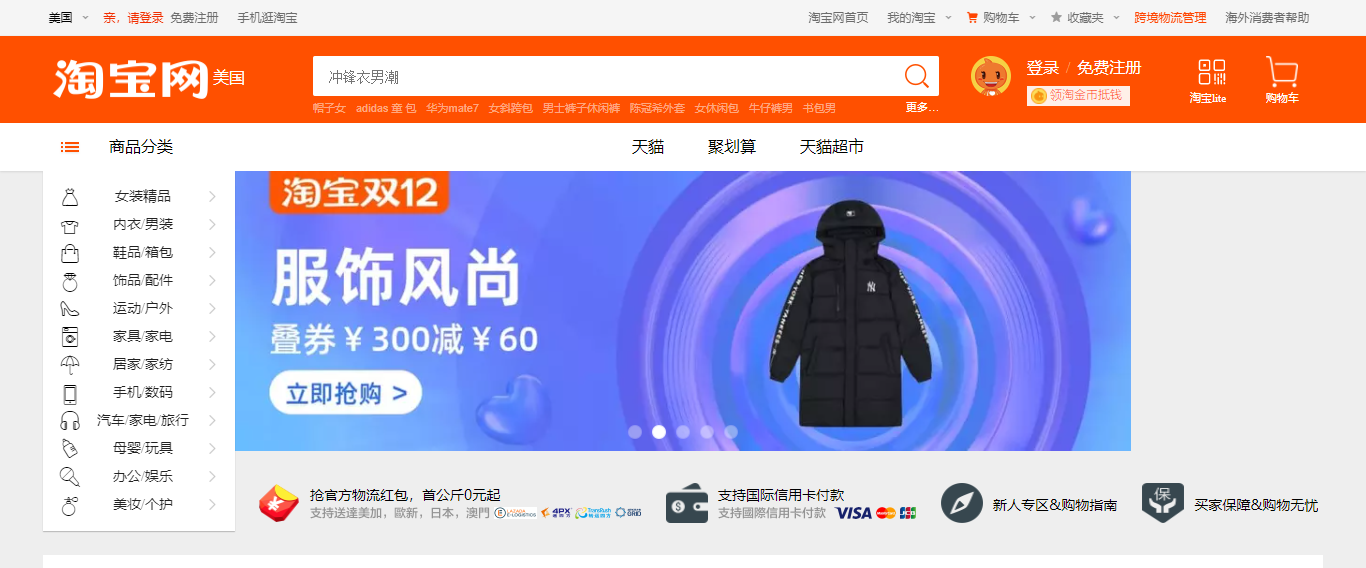 美国 亲，请登录 免费注册 手机逛淘宝 淘宝网首页 我的淘宝 购物车 收藏夹 跨境物流管理 海外消费者帮助
淘宝网 美国 冲锋衣男潮 登录 / 免费注册
领淘金币抵钱 淘宝lite 购物车
帽子女 adidas 童 包 华为mate7 女斜跨包 男士裤子休闲裤 陈冠希外套 女休闲包 牛仔裤男 书包男 更多...
商品分类 天猫 聚划算 天猫超市
女装精品
内衣/男装
鞋品/箱包
饰品/配件
运动/户外
家具/家电
居家/家纺
手机/数码
汽车/家电/旅行
母婴/玩具
办公/娱乐
美妆/个护
淘宝双12
服饰风尚
叠券￥300减￥60
立即抢购 >
抢官方物流红包，首公斤0元起
支持送達美加，歐新，日本，澳門 4PX
支持国际信用卡付款
支持國際信用卡付款 VISA JCB
新人专区&购物指南
保 买家保障&购物无忧